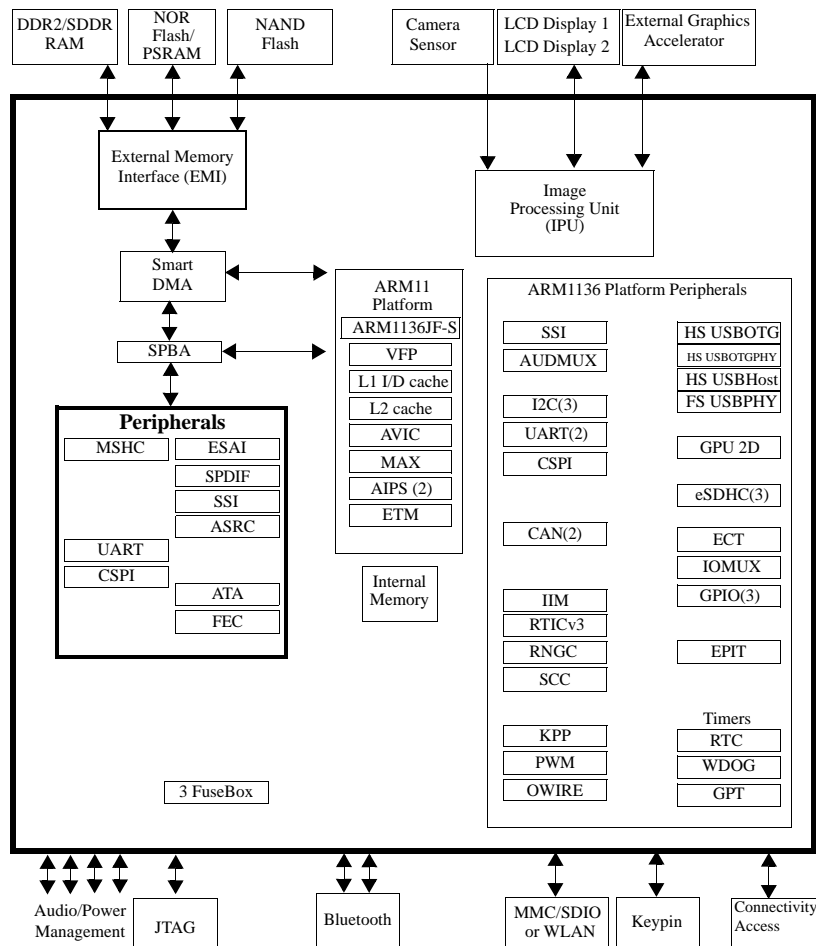 DDR2/SDDR
RAM
NOR
Flash/
PSRAM
NAND
Flash
Camera
Sensor
LCD Display 1
LCD Display 2
External Graphics
Accelerator
External Memory
Interface (EMI)
Image
Processing Unit
(IPU)
Smart
DMA
SPBA
ARM11
Platform
ARM1136JF-S
VFP
L1 I/D cache
L2 cache
AVIC
MAX
AIPS (2)
ETM
Internal
Memory
Peripherals
MSHC
ESAI
SPDIF
SSI
ASRC
UART
CSPI
ATA
FEC
3 FuseBox
ARM1136 Platform Peripherals
SSI
AUDMUX
I2C(3)
UART(2)
CSPI
CAN(2)
IIM
RTICv3
RNGC
SCC
KPP
PWM
OWIRE
HS USBOTG
HS USBOTGPHY
HS USBHost
FS USBPHY
GPU 2D
eSDHC(3)
ECT
IOMUX
GPIO(3)
EPIT
Timers
RTC
WDOG
GPT
Audio/Power
Management
JTAG
Bluetooth
MMC/SDIO
or WLAN
Keypin
Connectivity
Access